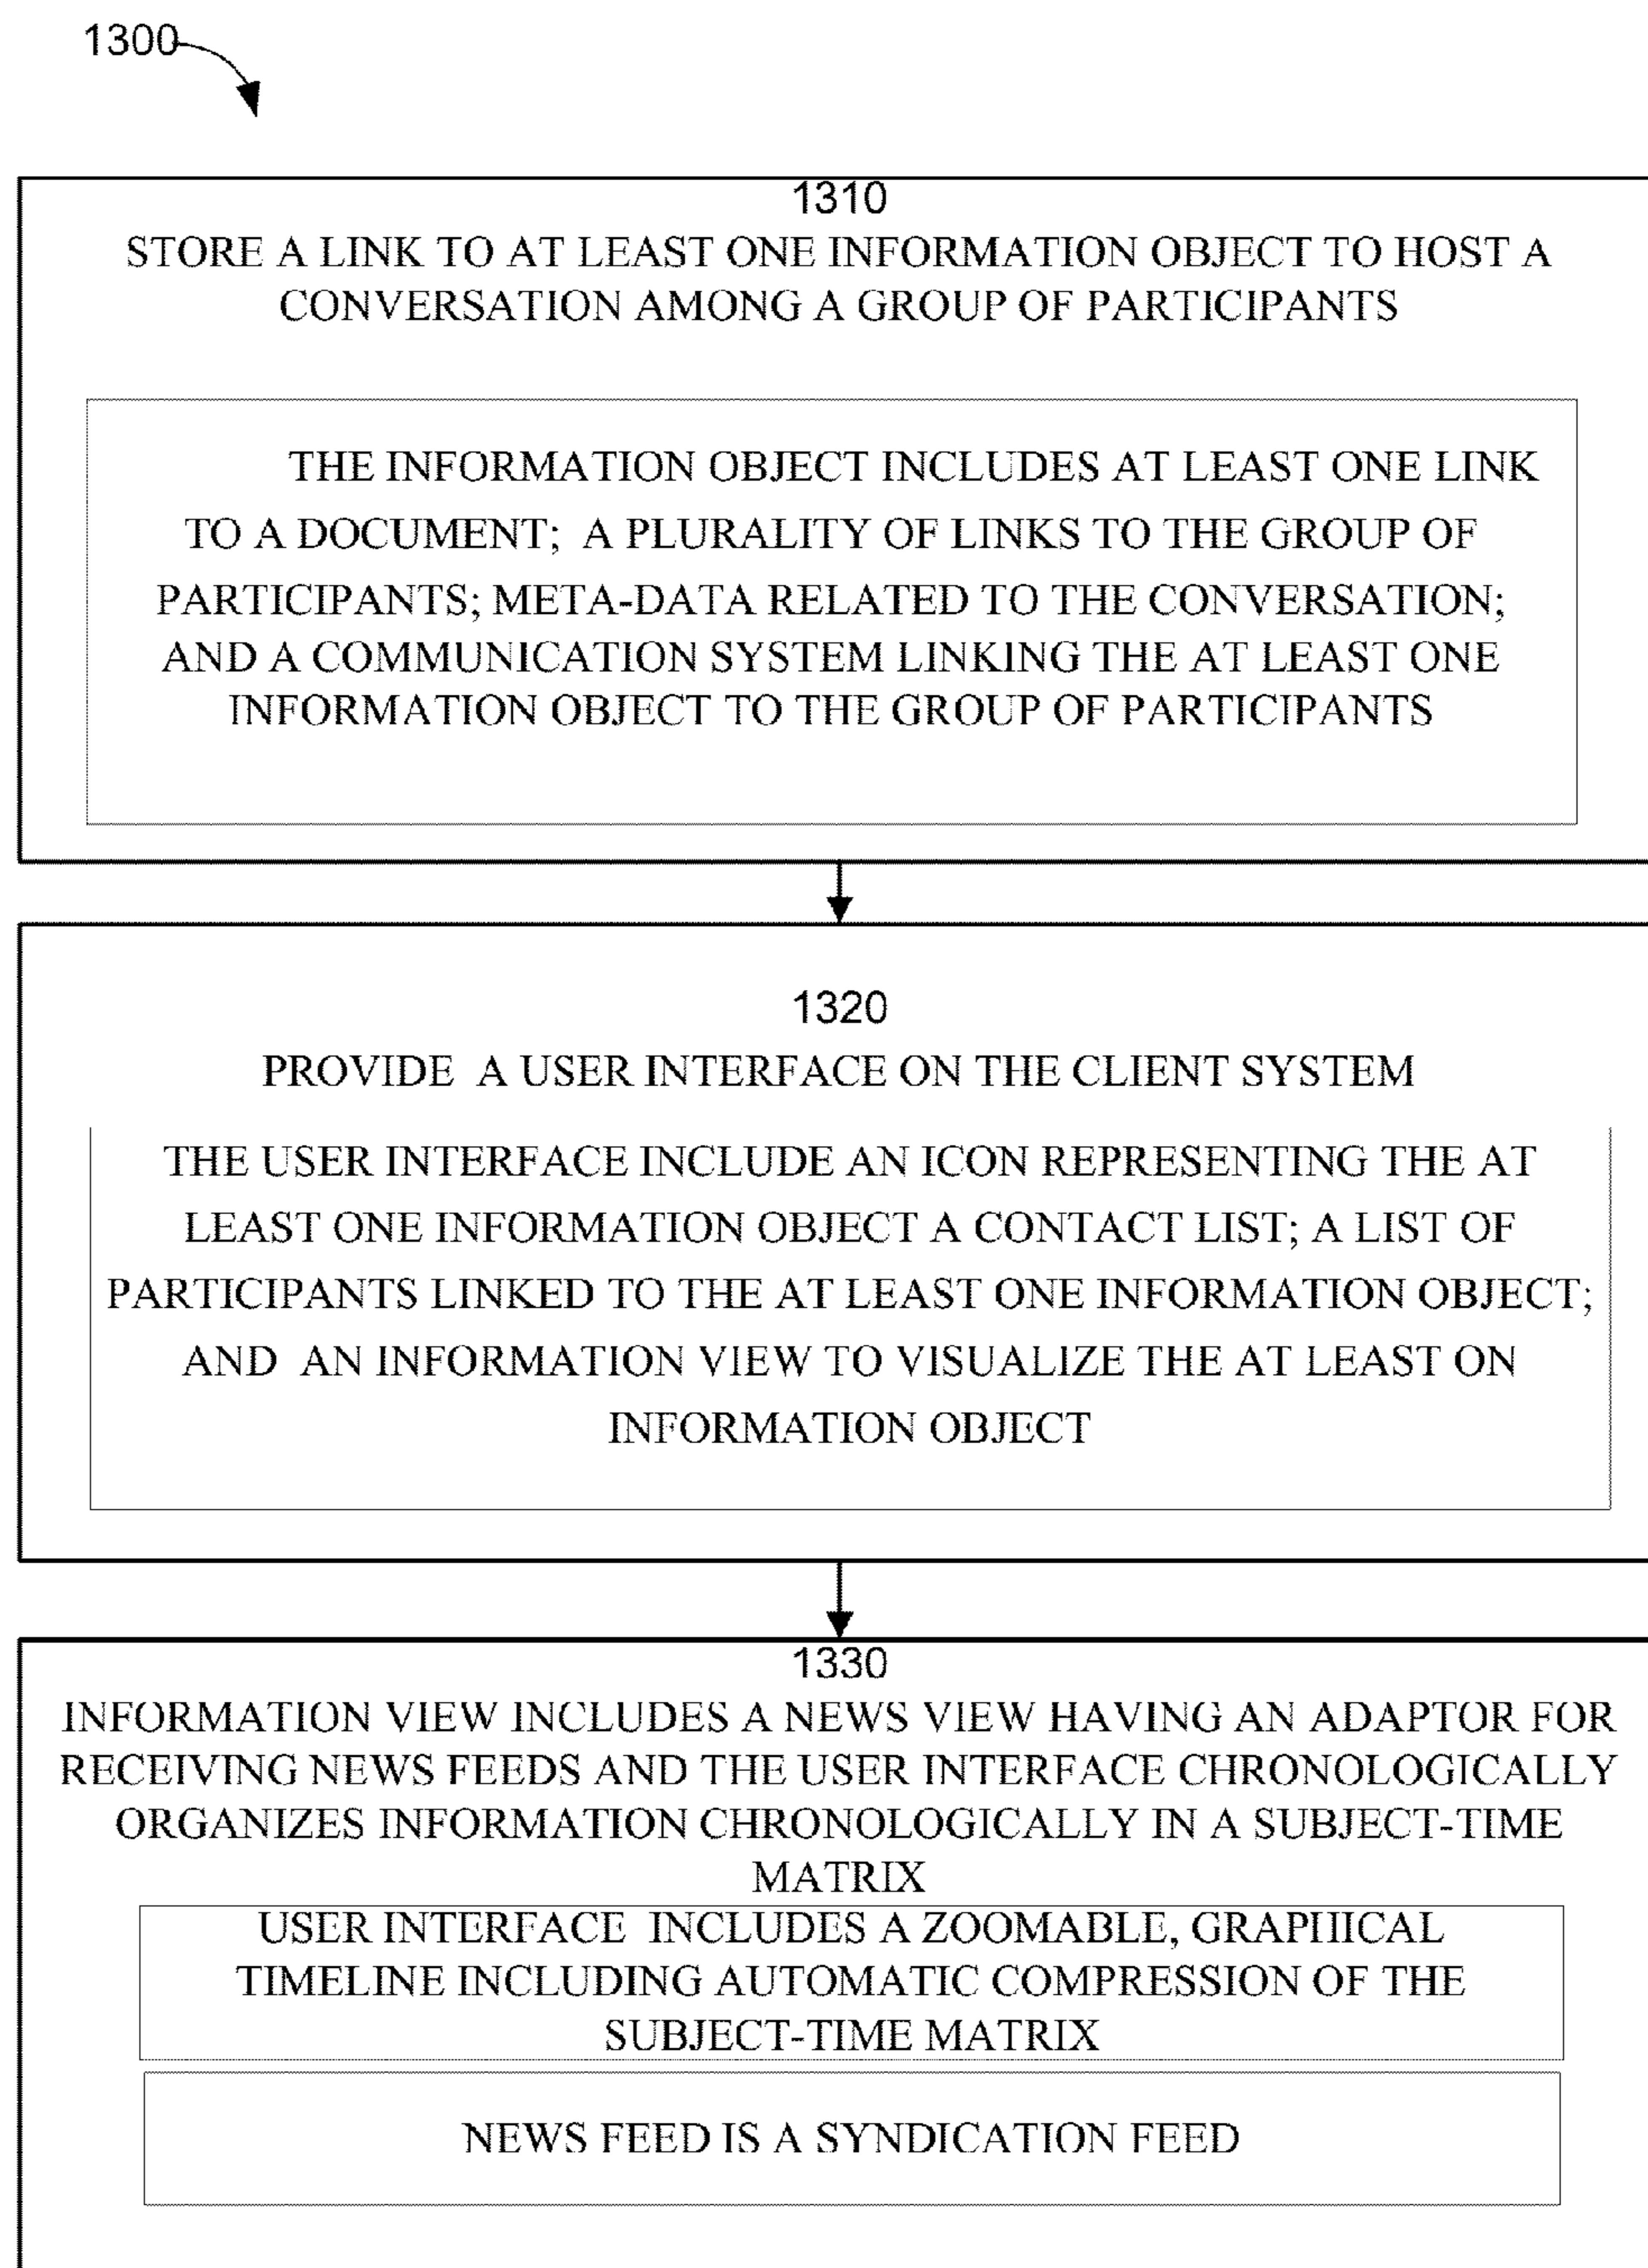 1300
1310
STORE A LINK TO AT LEAST ONE INFORMATION OBJECT TO HOST A
CONVERSATION AMONG A GROUP OF PARTICIPANTS
THE INFORMATION OBJECT INCLUDES AT LEAST ONE LINK
TO A DOCUMENT; A PLURALITY OF LINKS TO THE GROUP OF
PARTICIPANTS; META-DATA RELATED TO THE CONVERSATION;
AND A COMMUNICATION SYSTEM LINKING THE AT LEAST ONE
INFORMATION OBJECT TO THE GROUP OF PARTICIPANTS
1320
PROVIDE A USER INTERFACE ON THE CLIENT SYSTEM
THE USER INTERFACE INCLUDE AN ICON REPRESENTING THE AT
LEAST ONE INFORMATION OBJECT A CONTACT LIST; A LIST OF
PARTICIPANTS LINKED TO THE AT LEAST ONE INFORMATION OBJECT;
AND AN INFORMATION VIEW TO VISUALIZE THE AT LEAST ON
INFORMATION OBJECT
1330
INFORMATION VIEW INCLUDES A NEWS VIEW HAVING AN ADAPTOR FOR
RECEIVING NEWS FEEDS AND THE USER INTERFACE CHRONOLOGICALLY
ORGANIZES INFORMATION CHRONOLOGICALLY IN A SUBJECT-TIME
MATRIX
USER INTERFACE INCLUDES A ZOOMABLE, GRAPHICAL
TIMELINE INCLUDING AUTOMATIC COMPRESSION OF THE
SUBJECT-TIME MATRIX
NEWS FEED IS A SYNDICATION FEED